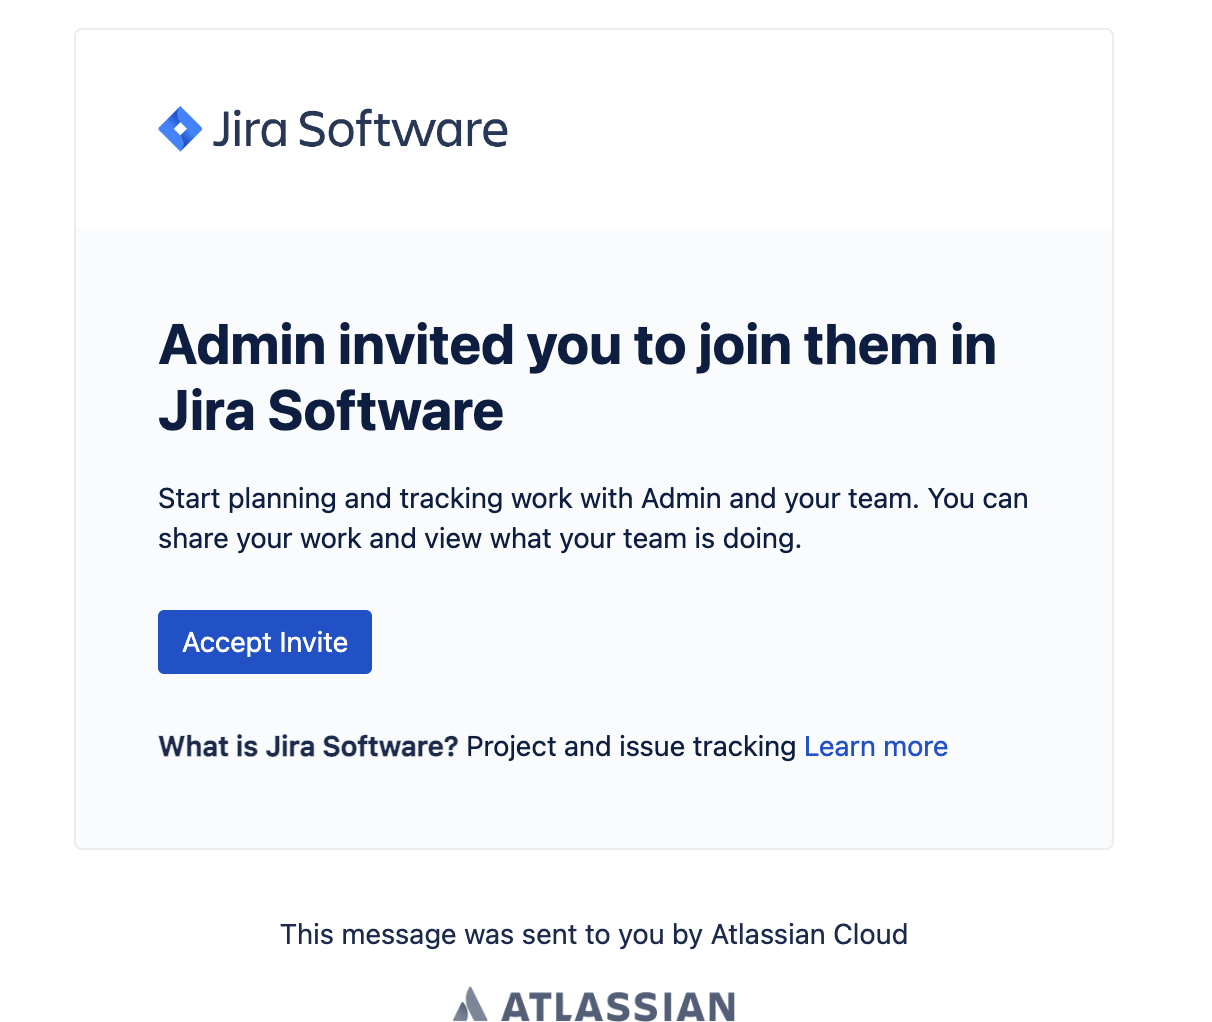 Jira Software
Admin invited you to join them in
Jira Software
Start planning and tracking work with Admin and your team. You can
share your work and view what your team is doing.
Accept Invite
What is Jira Software? Project and issue tracking Learn more
This message was sent to you by Atlassian Cloud
ATLASSIAN